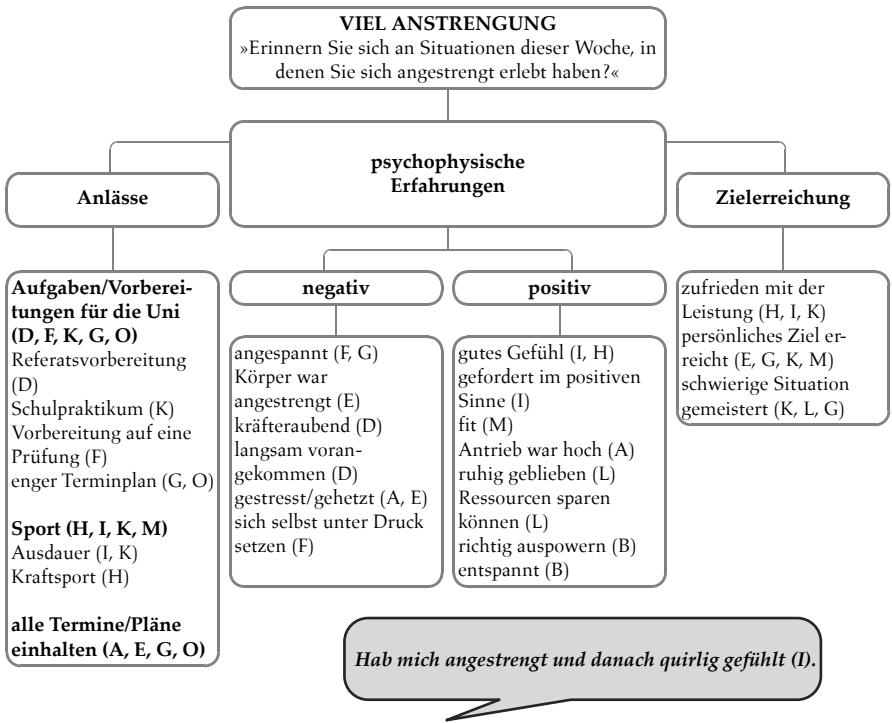 VIEL ANSTRENGUNG
»Erinnern Sie sich an Situationen dieser Woche, in
denen Sie sich angestrengt erlebt haben?«
psychophysische
Erfahrungen
Anlässe
Zielerreichung
Aufgaben/Vorberei-
tungen für die Uni
(D, F, K, G, O)
Referatsvorbereitung
(D)
Schulpraktikum (K)
Vorbereitung auf eine
Prüfung (F)
enger Terminplan (G, O)
Sport (H, I, K, M)
Ausdauer (I, K)
Kraftsport (H)
alle Termine/Pläne
einhalten (A, E, G, O)
negativ
angespannt (F, G)
Körper war
angestrengt (E)
kräfteraubend (D)
langsam voran-
gekommen (D)
gestresst/gehetzt (A, E)
sich selbst unter Druck
setzen (F)
positiv
gutes Gefühl (I, H)
gefordert im positiven
Sinne (I)
fit (M)
Antrieb war hoch (A)
ruhig geblieben (L)
Ressourcen sparen
können (L)
richtig auspowern (B)
entspannt (B)
zufrieden mit der
Leistung (H, I, K)
persönliches Ziel er-
reicht (E, G, K, M)
schwierige Situation
gemeistert (K, L, G)
Hab mich angestrengt und danach quirlig gefühlt (I).